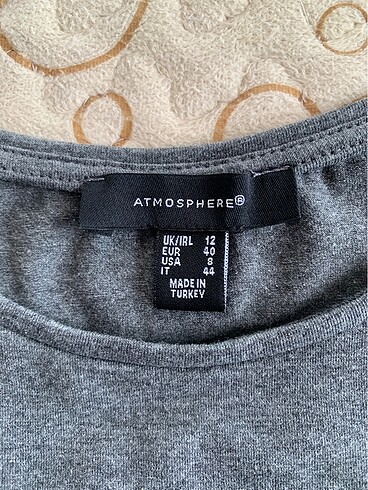 ATMOSPHERE®
UK/IRL 12
EUR 40
USA 8
IT 44
MADE IN
TURKEY